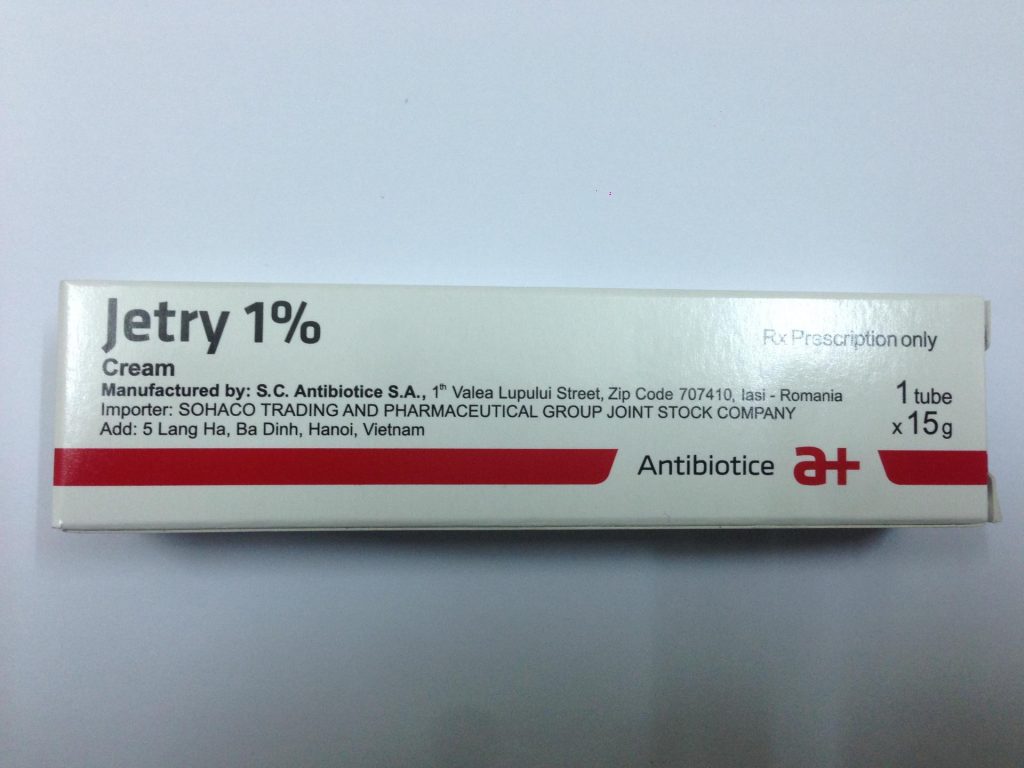 Jetry 1%
Rx Prescription only
Cream
Manufactured by: S.C. Antibiotice S.A., 1th Valea Lupului Street, Zip Code 707410, Iasi - Romania
Importer: SOHACO TRADING AND PHARMACEUTICAL GROUP JOINT STOCK COMPANY
Add: 5 Lang Ha, Ba Dinh, Hanoi, Vietnam
1 tube
x 15g
Antibiotice a+